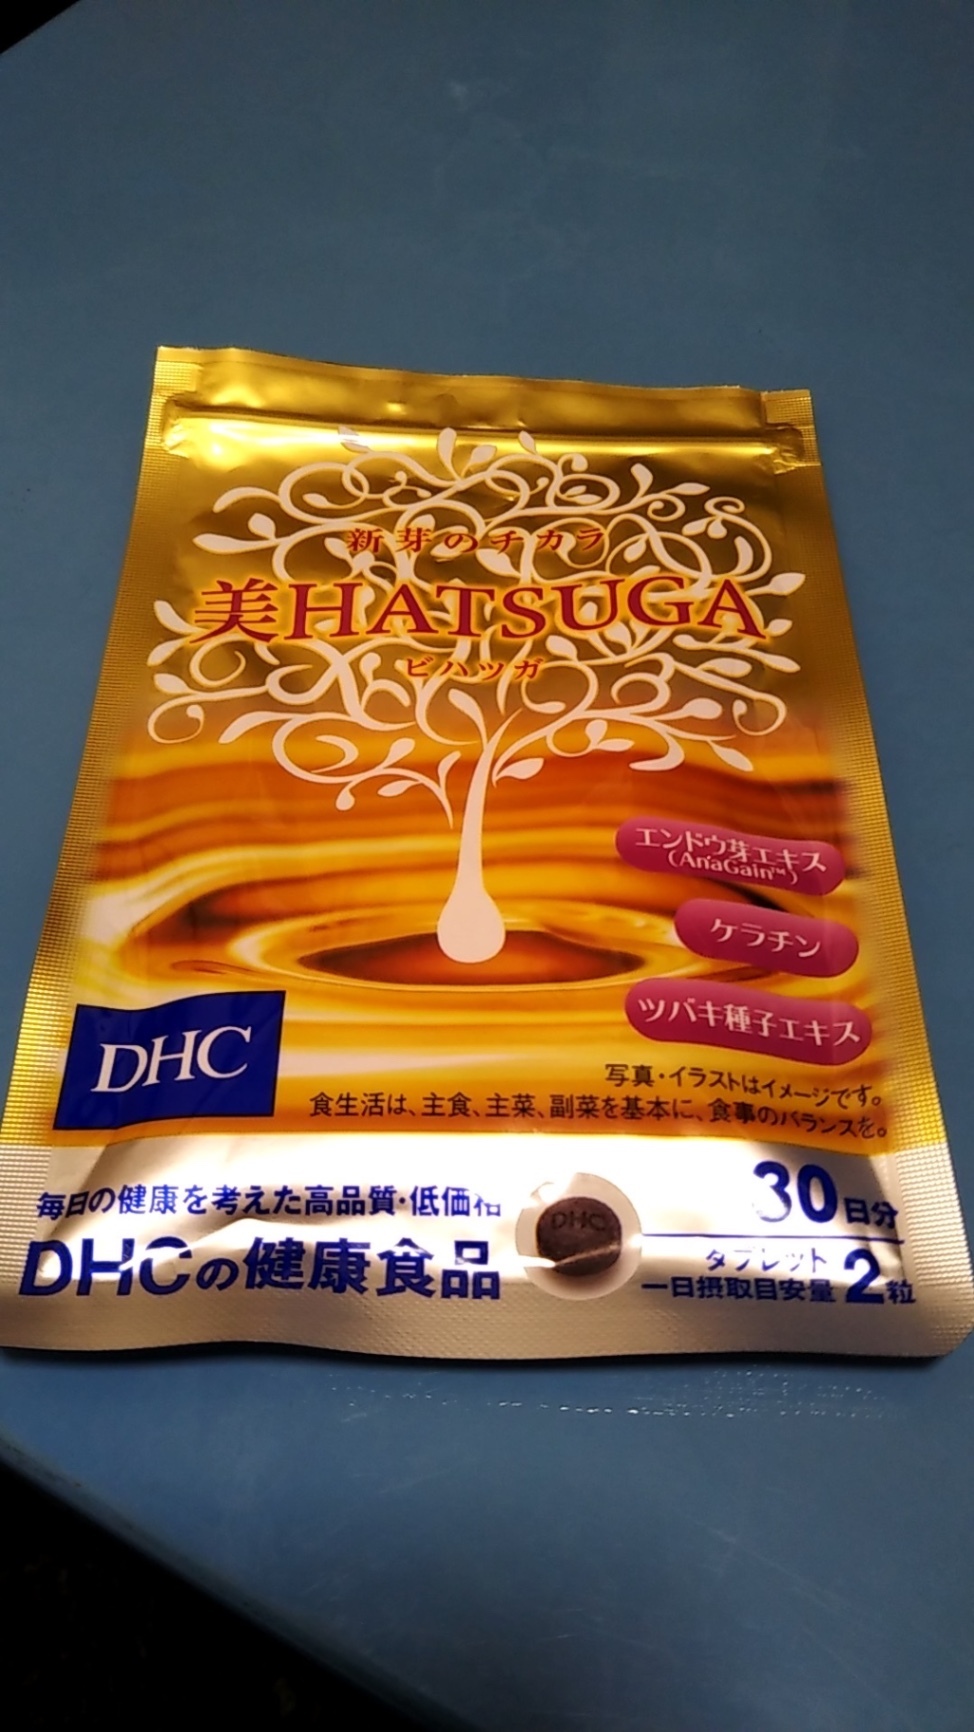 新芽のチカラ
美HATSUGA
ビハツガ
エンドウ芽エキス
(AnaGain™)
ケラチン
ツバキ種子エキス
DHC
写真・イラストはイメージです。
食生活は、主食、主菜、副菜を基本に、食事のバランスを。
毎日の健康を考えた高品質・低価格
DHCの健康食品
DHC
30日分
タブレット
一日摂取目安量 2粒